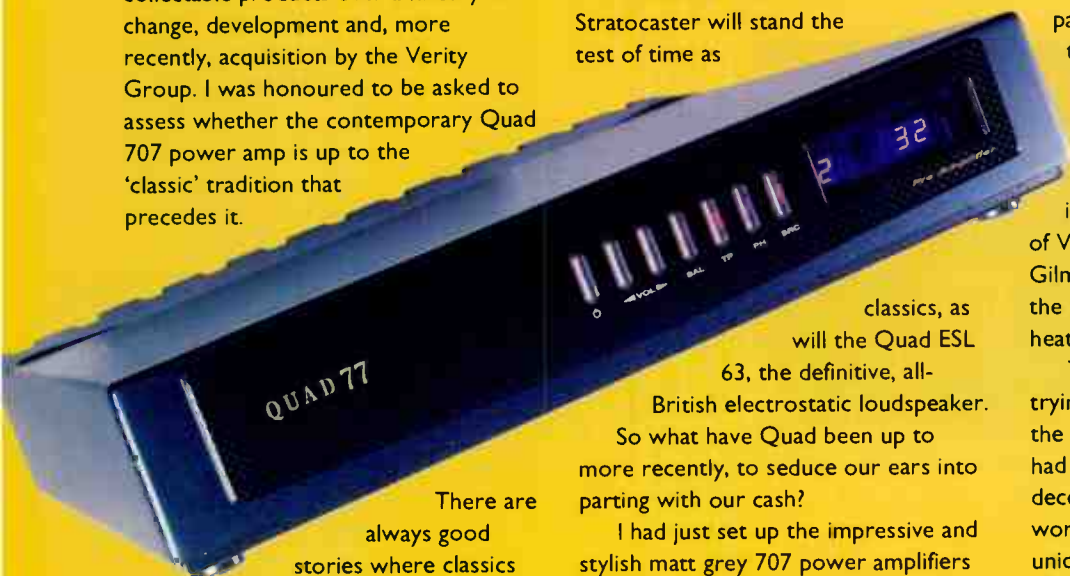 change, development and, more
recently, acquisition by the Verity
Group. I was honoured to be asked to
assess whether the contemporary Quad
707 power amp is up to the
'classic' tradition that
precedes it.
There are
always good
stories where classics
Stratocaster will stand the
test of time as
classics, as
will the Quad ESL
63, the definitive, all-
British electrostatic loudspeaker.
So what have Quad been up to
more recently, to seduce our ears into
parting with our cash?
I had just set up the impressive and
stylish matt grey 707 power amplifiers
pa
t
i
of V
Gilm
the
heat
tryin
the
had
dece
wor
unic
QUAD 77
VOL BAL TP PH SRC
2 32